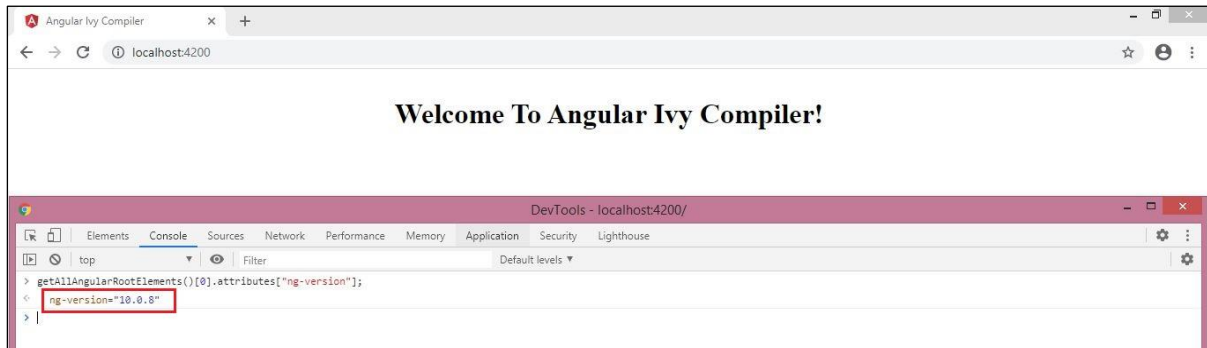 Angular Ivy Compiler
localhost:4200
Welcome To Angular Ivy Compiler!
DevTools - localhost:4200/
Elements Console Sources Network Performance Memory Application Security Lighthouse
top Filter Default levels ▼
> getAllAngularRootElements()[0].attributes["ng-version"];
ng-version="10.0.8"
>